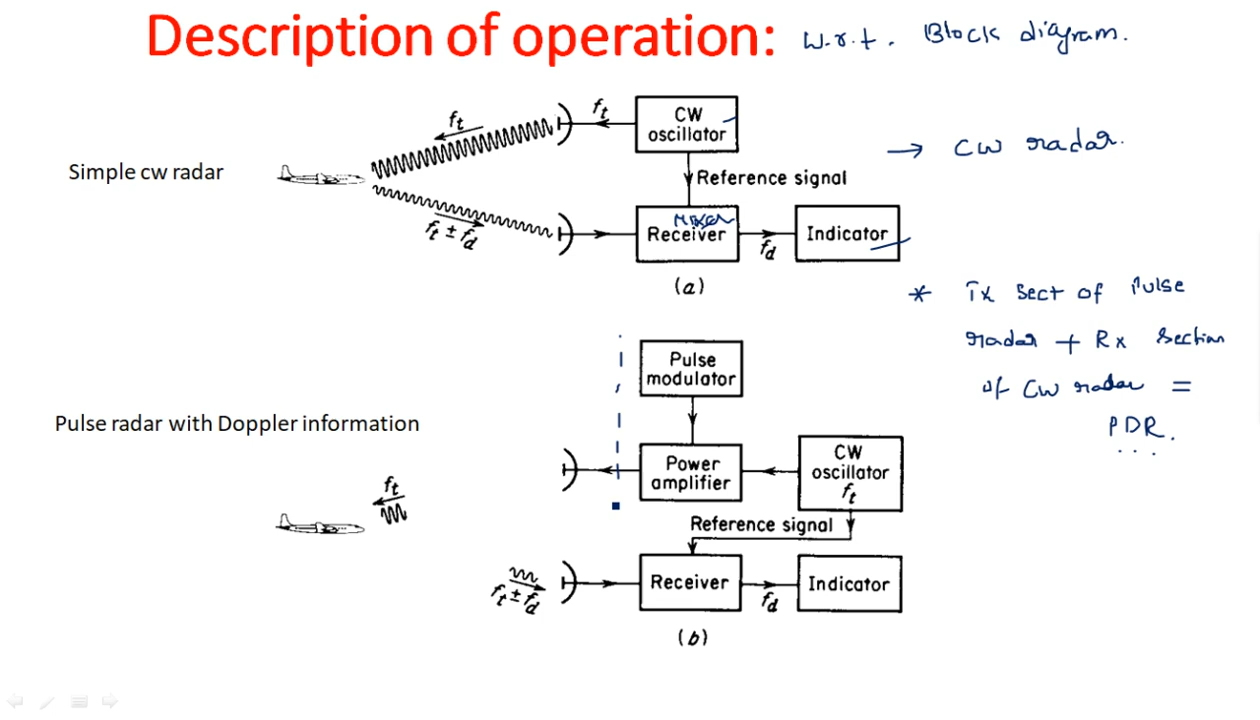 Description of operation: W.r.t. Block diagram.
CW
oscillator
ft
ft
→ CW radar.
Simple cw radar
Reference signal
Mixer
Receiver
Indicator
ft ± fd
fd
(a)
* Tx Sect of Pulse
radar + Rx Section
of CW radar =
PDR.
Pulse
modulator
Pulse radar with Doppler information
Power
amplifier
CW
oscillator
ft
ft
Reference signal
Receiver
Indicator
ft ± fd
fd
(b)